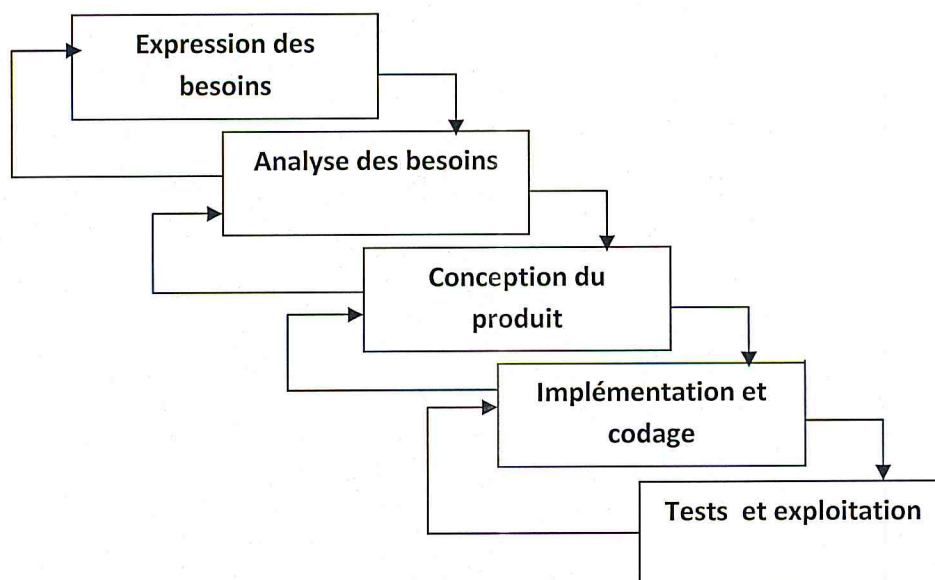 Expression des
besoins
Analyse des besoins
Conception du
produit
Implémentation et
codage
Tests et exploitation